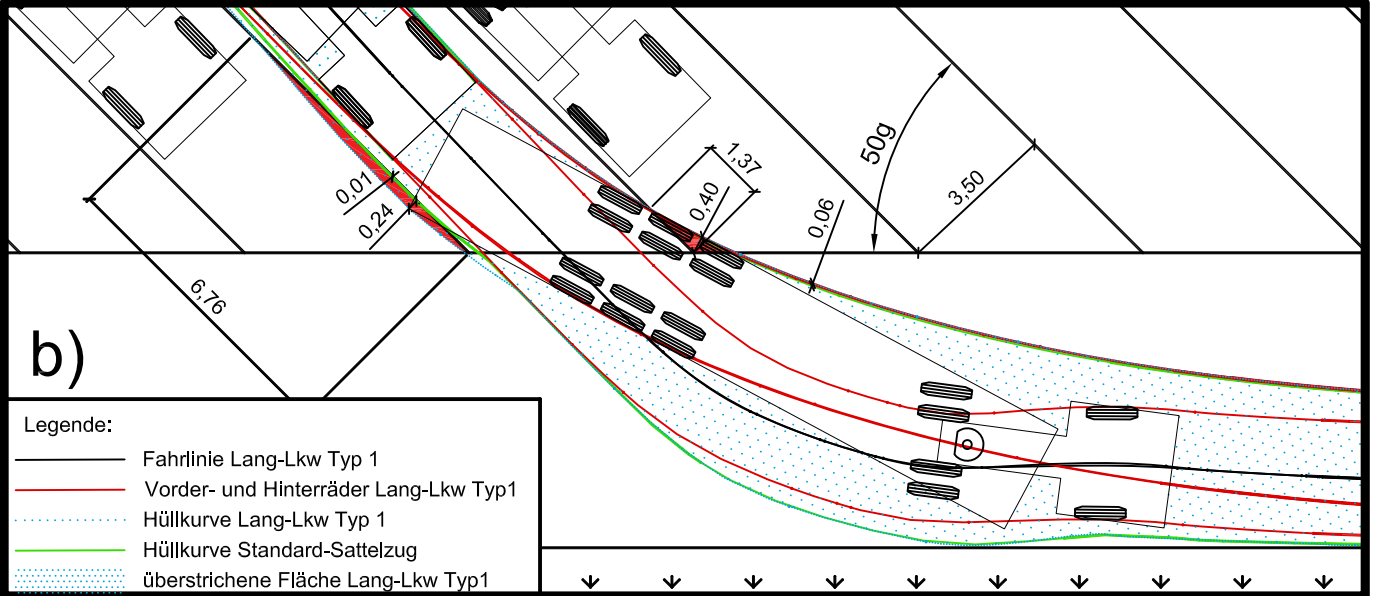 50g
1,37
3,50
0,40
0,01
0,06
0,24
6,76
b)
Legende:
Fahrlinie Lang-Lkw Typ 1
Vorder- und Hinterräder Lang-Lkw Typ1
Hüllkurve Lang-Lkw Typ 1
Hüllkurve Standard-Sattelzug
überstrichene Fläche Lang-Lkw Typ1